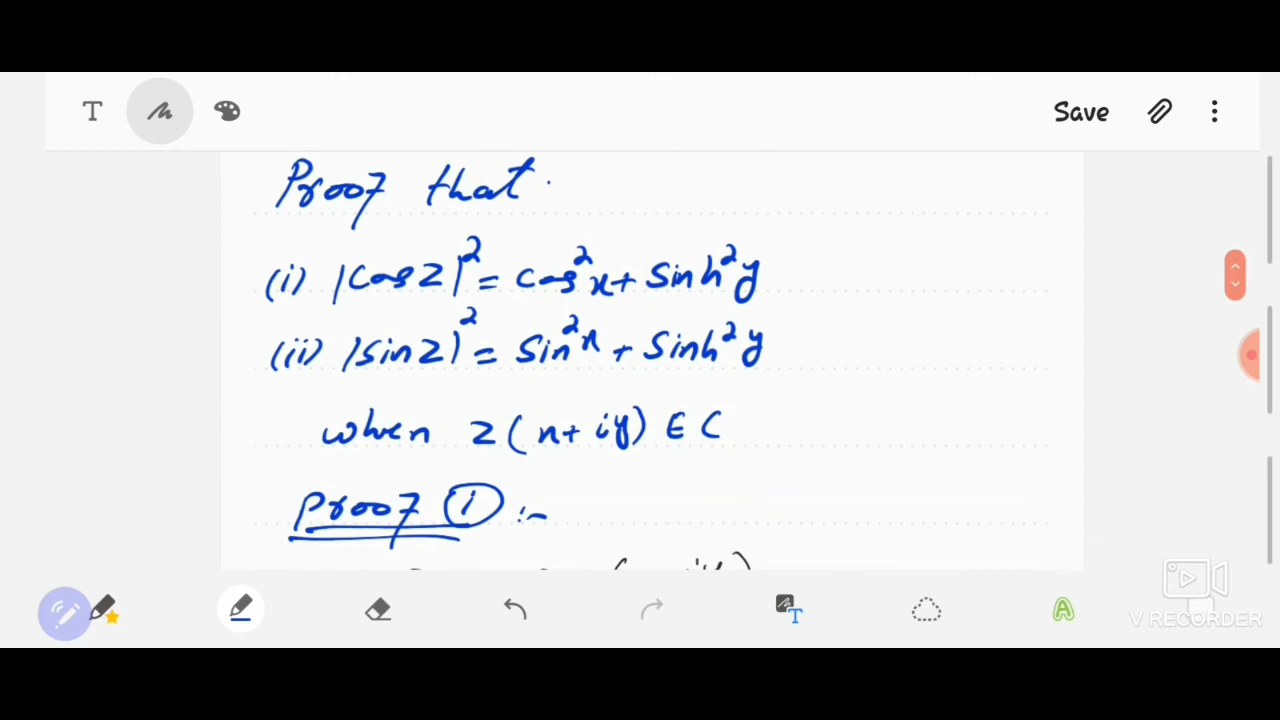 Save
Proof that.
(i) |cos z|² = cos²x + sinh²y
(ii) |sin z|² = sin²x + sinh²y
when z(x+iy) ∈ C
Proof (i) :-
V RECORDER